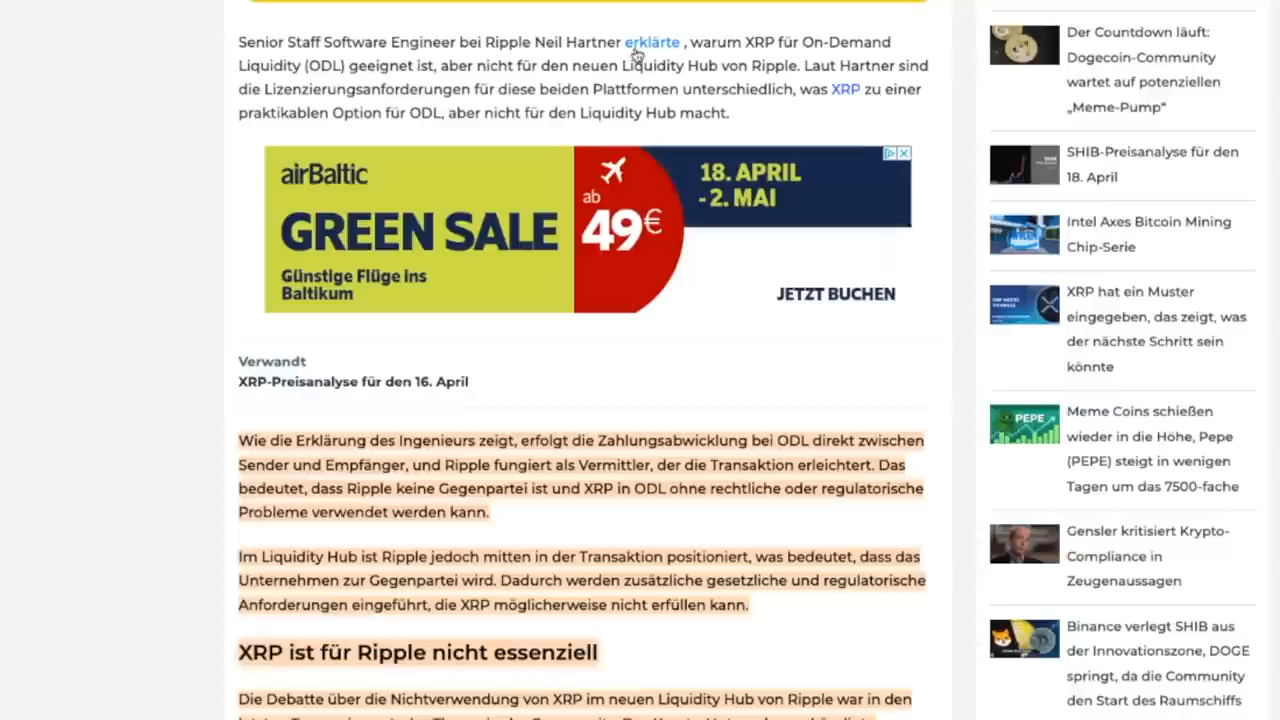 Senior Staff Software Engineer bei Ripple Neil Hartner erklärte , warum XRP für On-Demand
Liquidity (ODL) geeignet ist, aber nicht für den neuen Liquidity Hub von Ripple. Laut Hartner sind
die Lizenzierungsanforderungen für diese beiden Plattformen unterschiedlich, was XRP zu einer
praktikablen Option für ODL, aber nicht für den Liquidity Hub macht.
airBaltic
GREEN SALE
Günstige Flüge ins
Baltikum
ab
49€
18. APRIL
- 2. MAI
JETZT BUCHEN
Verwandt
XRP-Preisanalyse für den 16. April
Wie die Erklärung des Ingenieurs zeigt, erfolgt die Zahlungsabwicklung bei ODL direkt zwischen
Sender und Empfänger, und Ripple fungiert als Vermittler, der die Transaktion erleichtert. Das
bedeutet, dass Ripple keine Gegenpartei ist und XRP in ODL ohne rechtliche oder regulatorische
Probleme verwendet werden kann.
Im Liquidity Hub ist Ripple jedoch mitten in der Transaktion positioniert, was bedeutet, dass das
Unternehmen zur Gegenpartei wird. Dadurch werden zusätzliche gesetzliche und regulatorische
Anforderungen eingeführt, die XRP möglicherweise nicht erfüllen kann.
XRP ist für Ripple nicht essenziell
Die Debatte über die Nichtverwendung von XRP im neuen Liquidity Hub von Ripple war in den
Der Countdown läuft:
Dogecoin-Community
wartet auf potenziellen
„Meme-Pump“
SHIB-Preisanalyse für den
18. April
Intel Axes Bitcoin Mining
Chip-Serie
XRP hat ein Muster
eingegeben, das zeigt, was
der nächste Schritt sein
könnte
PEPE
Meme Coins schießen
wieder in die Höhe, Pepe
(PEPE) steigt in wenigen
Tagen um das 7500-fache
Gensler kritisiert Krypto-
Compliance in
Zeugenaussagen
Binance verlegt SHIB aus
der Innovationszone, DOGE
springt, da die Community
den Start des Raumschiffs